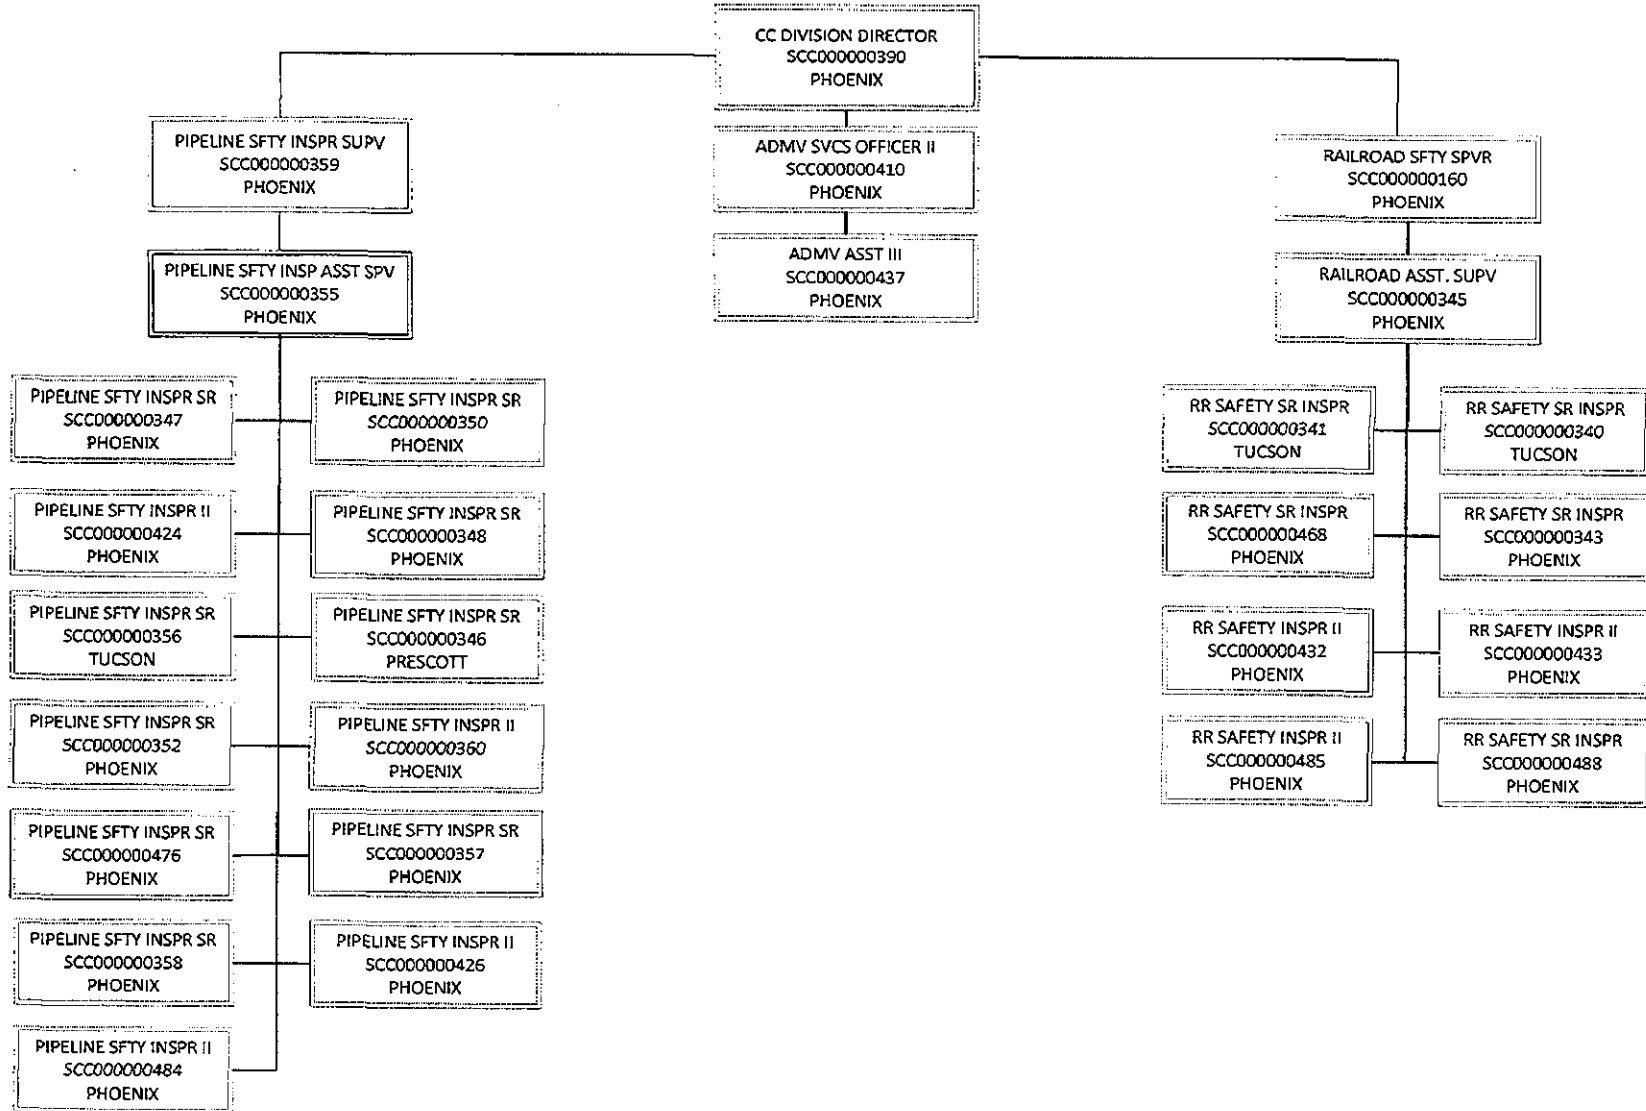 CC DIVISION DIRECTOR
SCC000000390
PHOENIX
PIPELINE SFTY INSPR SUPV
SCC000000359
PHOENIX
ADMV SVCS OFFICER II
SCC000000410
PHOENIX
RAILROAD SFTY SPVR
SCC000000160
PHOENIX
PIPELINE SFTY INSP ASST SPV
SCC000000355
PHOENIX
ADMV ASST III
SCC000000437
PHOENIX
RAILROAD ASST. SUPV
SCC000000345
PHOENIX
PIPELINE SFTY INSPR SR
SCC000000347
PHOENIX
PIPELINE SFTY INSPR SR
SCC000000350
PHOENIX
PIPELINE SFTY INSPR II
SCC000000424
PHOENIX
PIPELINE SFTY INSPR SR
SCC000000348
PHOENIX
PIPELINE SFTY INSPR SR
SCC000000356
TUCSON
PIPELINE SFTY INSPR SR
SCC000000346
PRESCOTT
PIPELINE SFTY INSPR SR
SCC000000352
PHOENIX
PIPELINE SFTY INSPR II
SCC000000360
PHOENIX
PIPELINE SFTY INSPR SR
SCC000000476
PHOENIX
PIPELINE SFTY INSPR SR
SCC000000357
PHOENIX
PIPELINE SFTY INSPR SR
SCC000000358
PHOENIX
PIPELINE SFTY INSPR II
SCC000000426
PHOENIX
PIPELINE SFTY INSPR II
SCC000000484
PHOENIX
RR SAFETY SR INSPR
SCC000000341
TUCSON
RR SAFETY SR INSPR
SCC000000340
TUCSON
RR SAFETY SR INSPR
SCC000000468
PHOENIX
RR SAFETY SR INSPR
SCC000000343
PHOENIX
RR SAFETY INSPR II
SCC000000432
PHOENIX
RR SAFETY INSPR II
SCC000000433
PHOENIX
RR SAFETY INSPR II
SCC000000485
PHOENIX
RR SAFETY SR INSPR
SCC000000488
PHOENIX